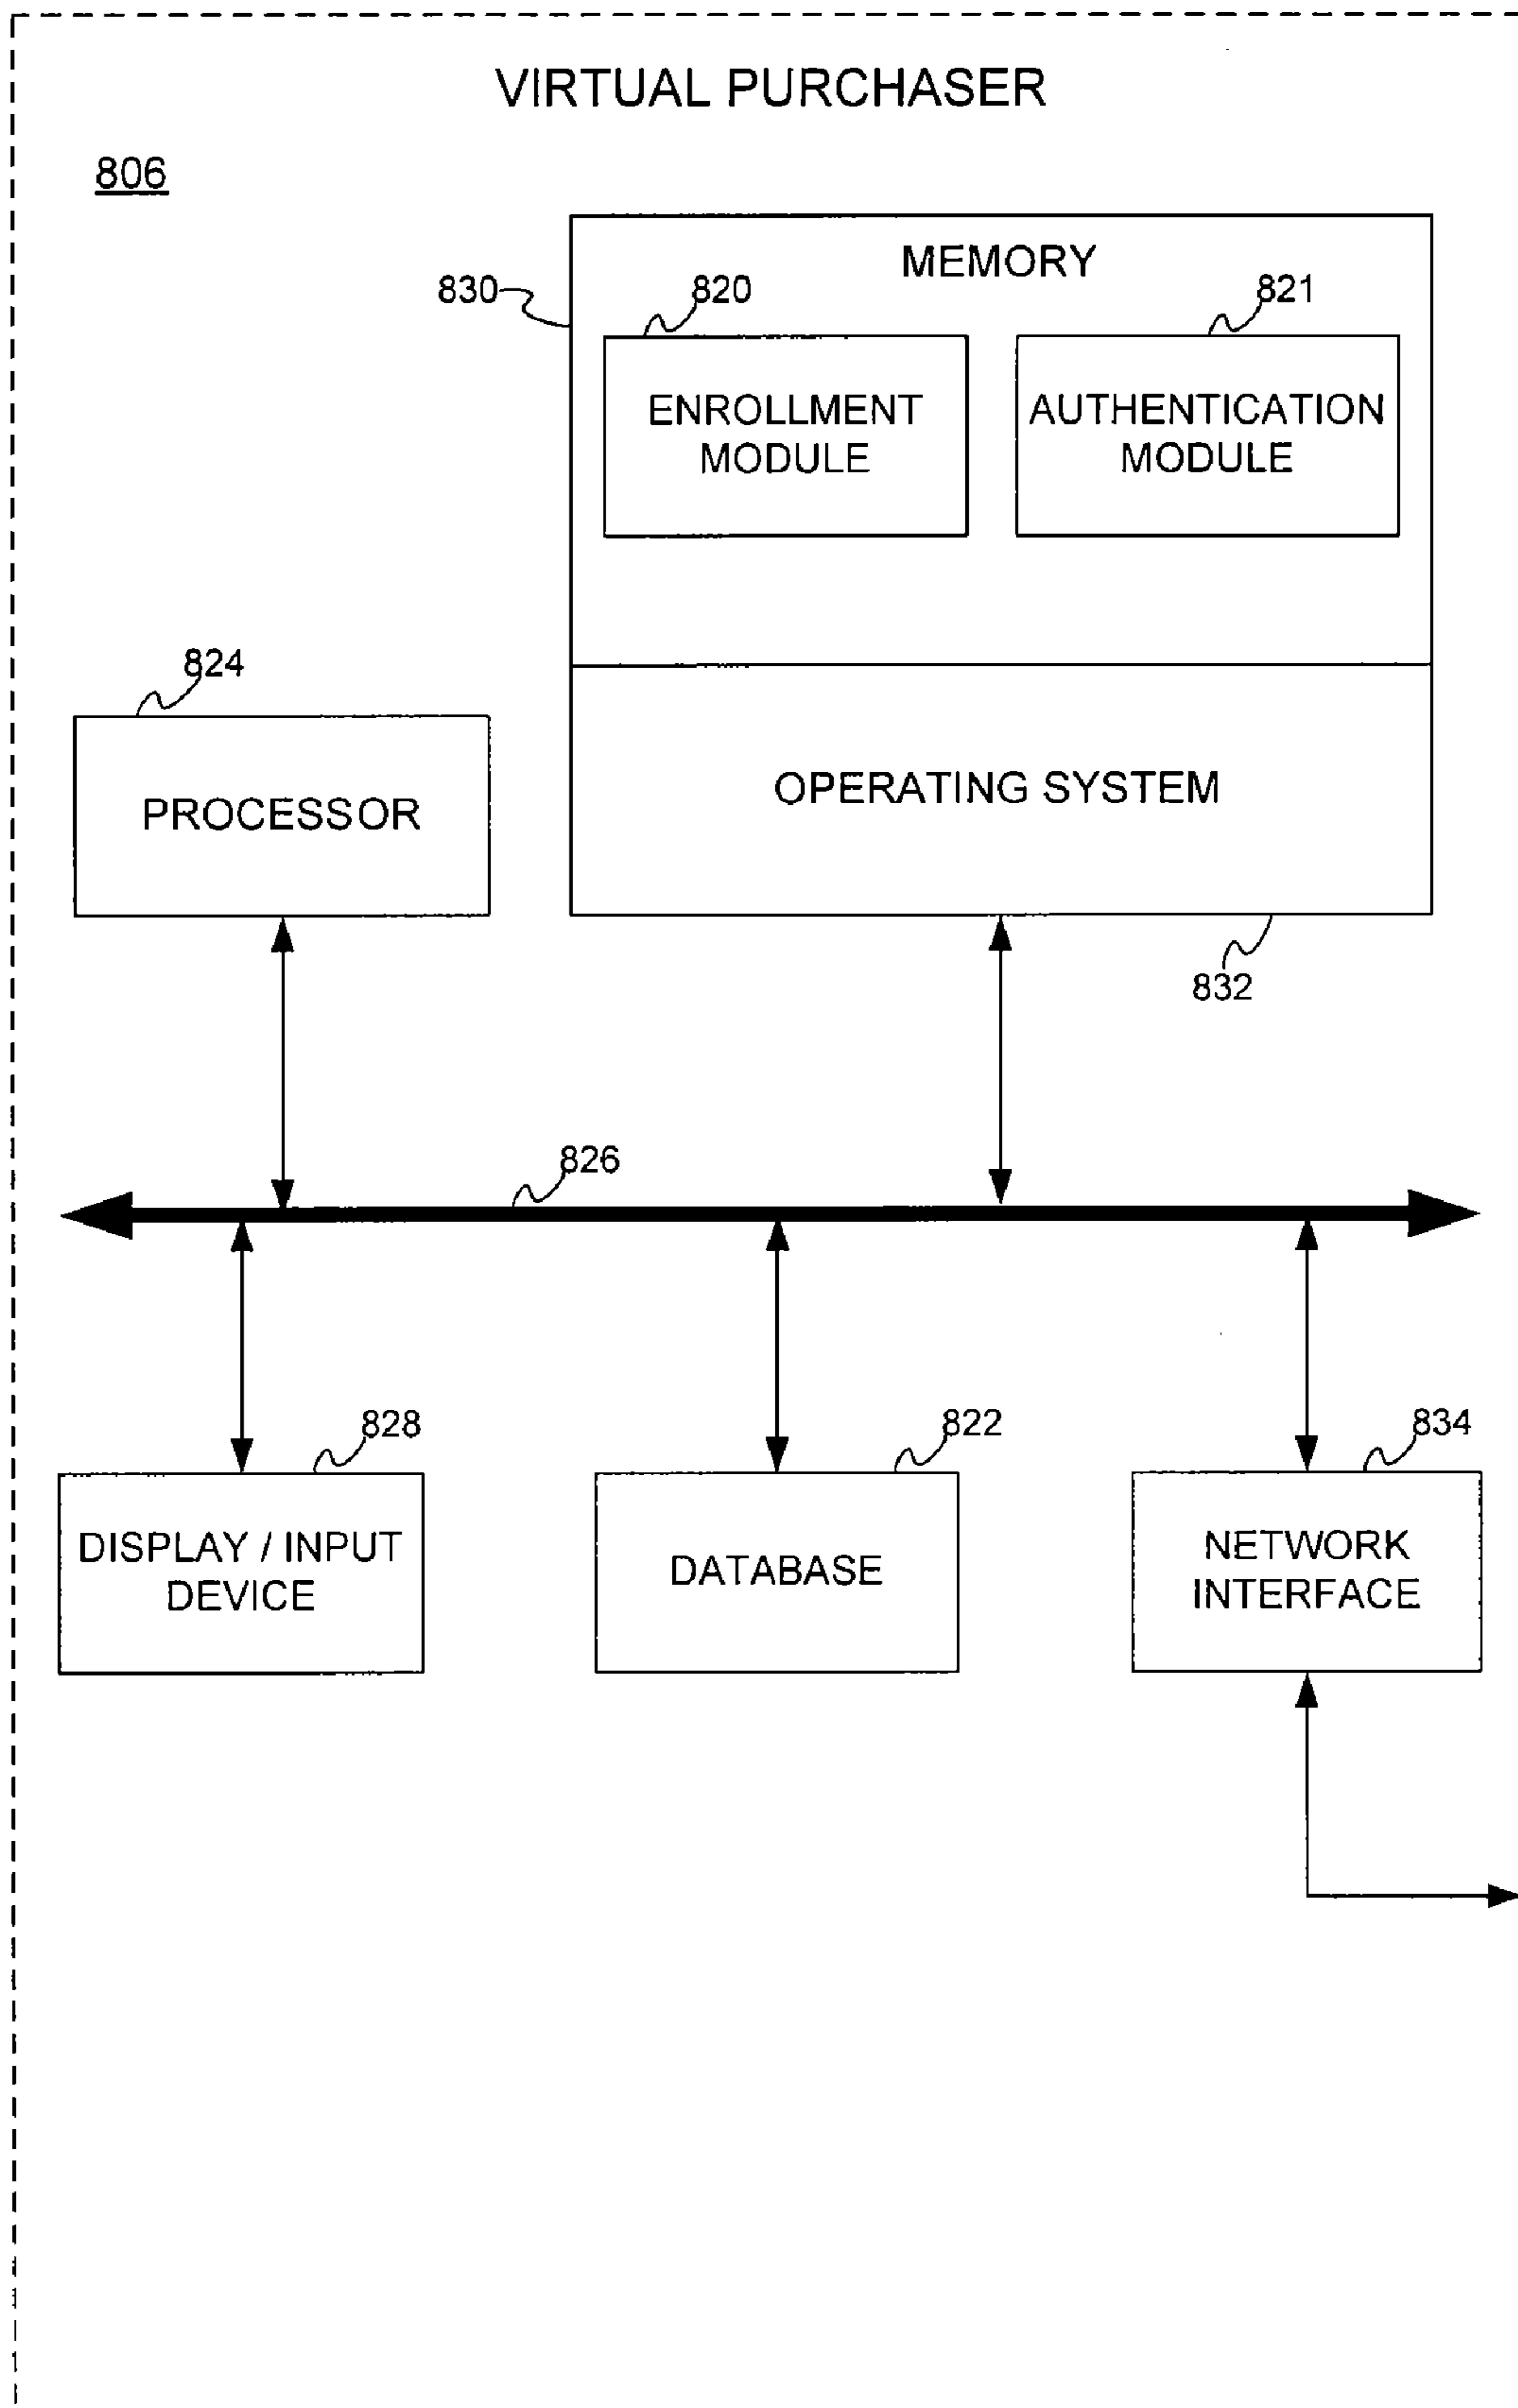 VIRTUAL PURCHASER
806
MEMORY
830
820
821
ENROLLMENT
MODULE
AUTHENTICATION
MODULE
824
PROCESSOR
OPERATING SYSTEM
832
826
828
822
834
DISPLAY / INPUT
DEVICE
DATABASE
NETWORK
INTERFACE